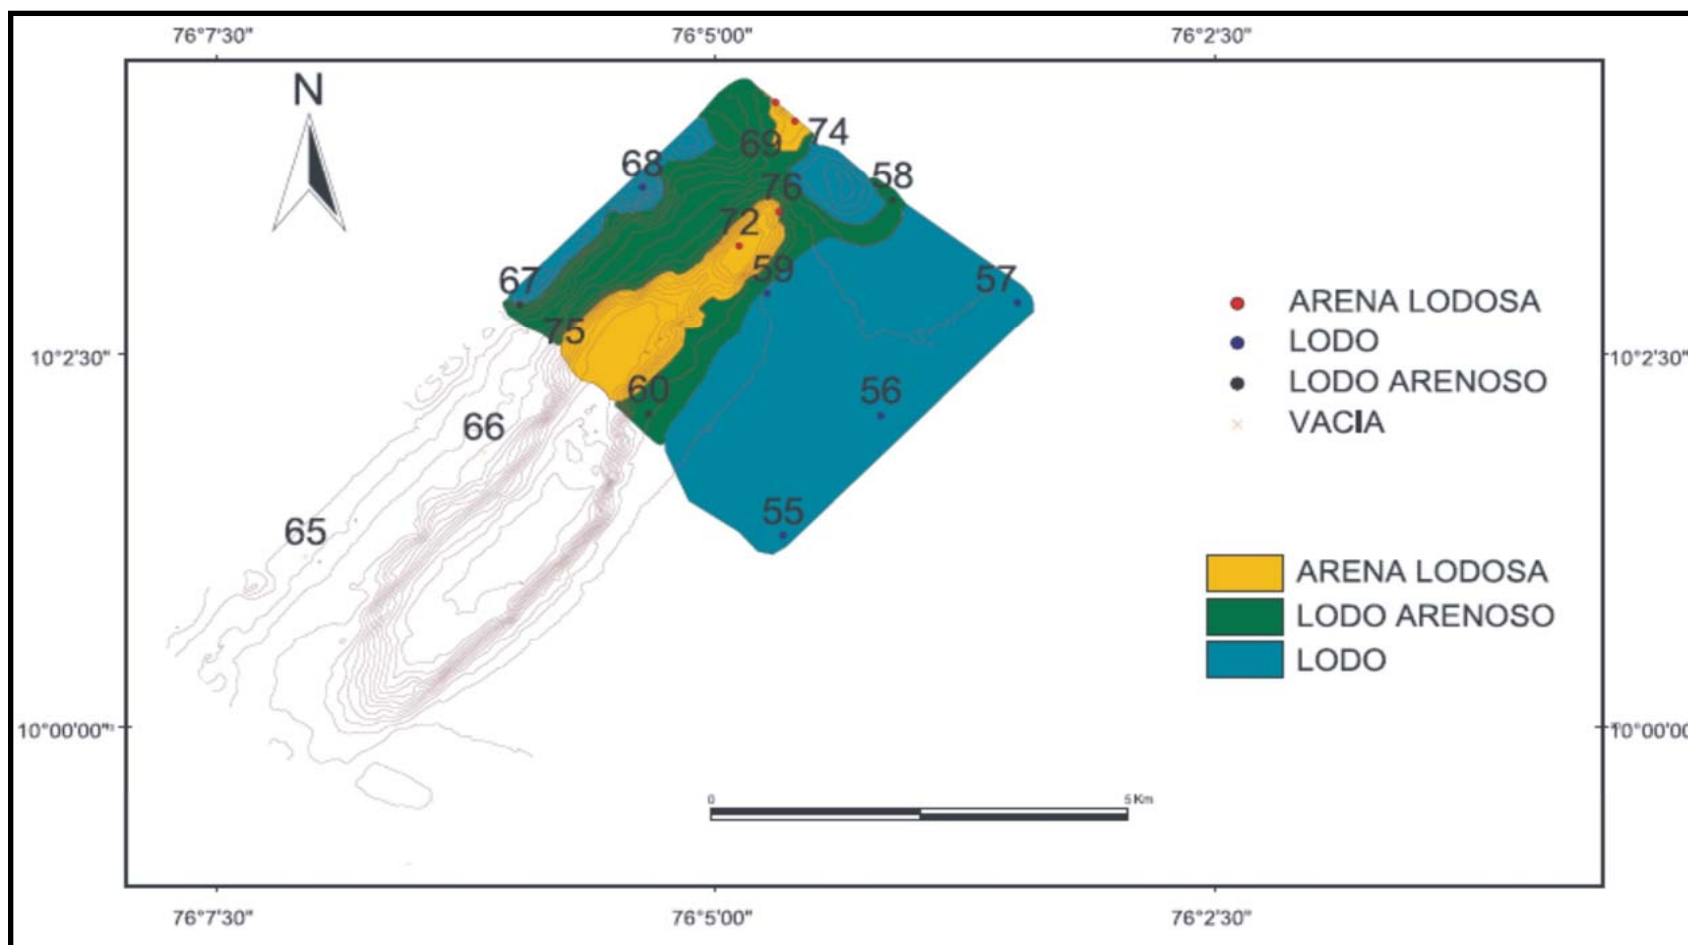 76°7'30" 76°5'00" 76°2'30"
N
74
69
68
58
76
72
59
57
67
75
ARENA LODOSA
LODO
10°2'30" 10°2'30"
LODO ARENOSO
60
56
VACIA
66
55
65
ARENA LODOSA
LODO ARENOSO
LODO
10°00'00" 10°00'00
0 5 Km
76°7'30" 76°5'00" 76°2'30"